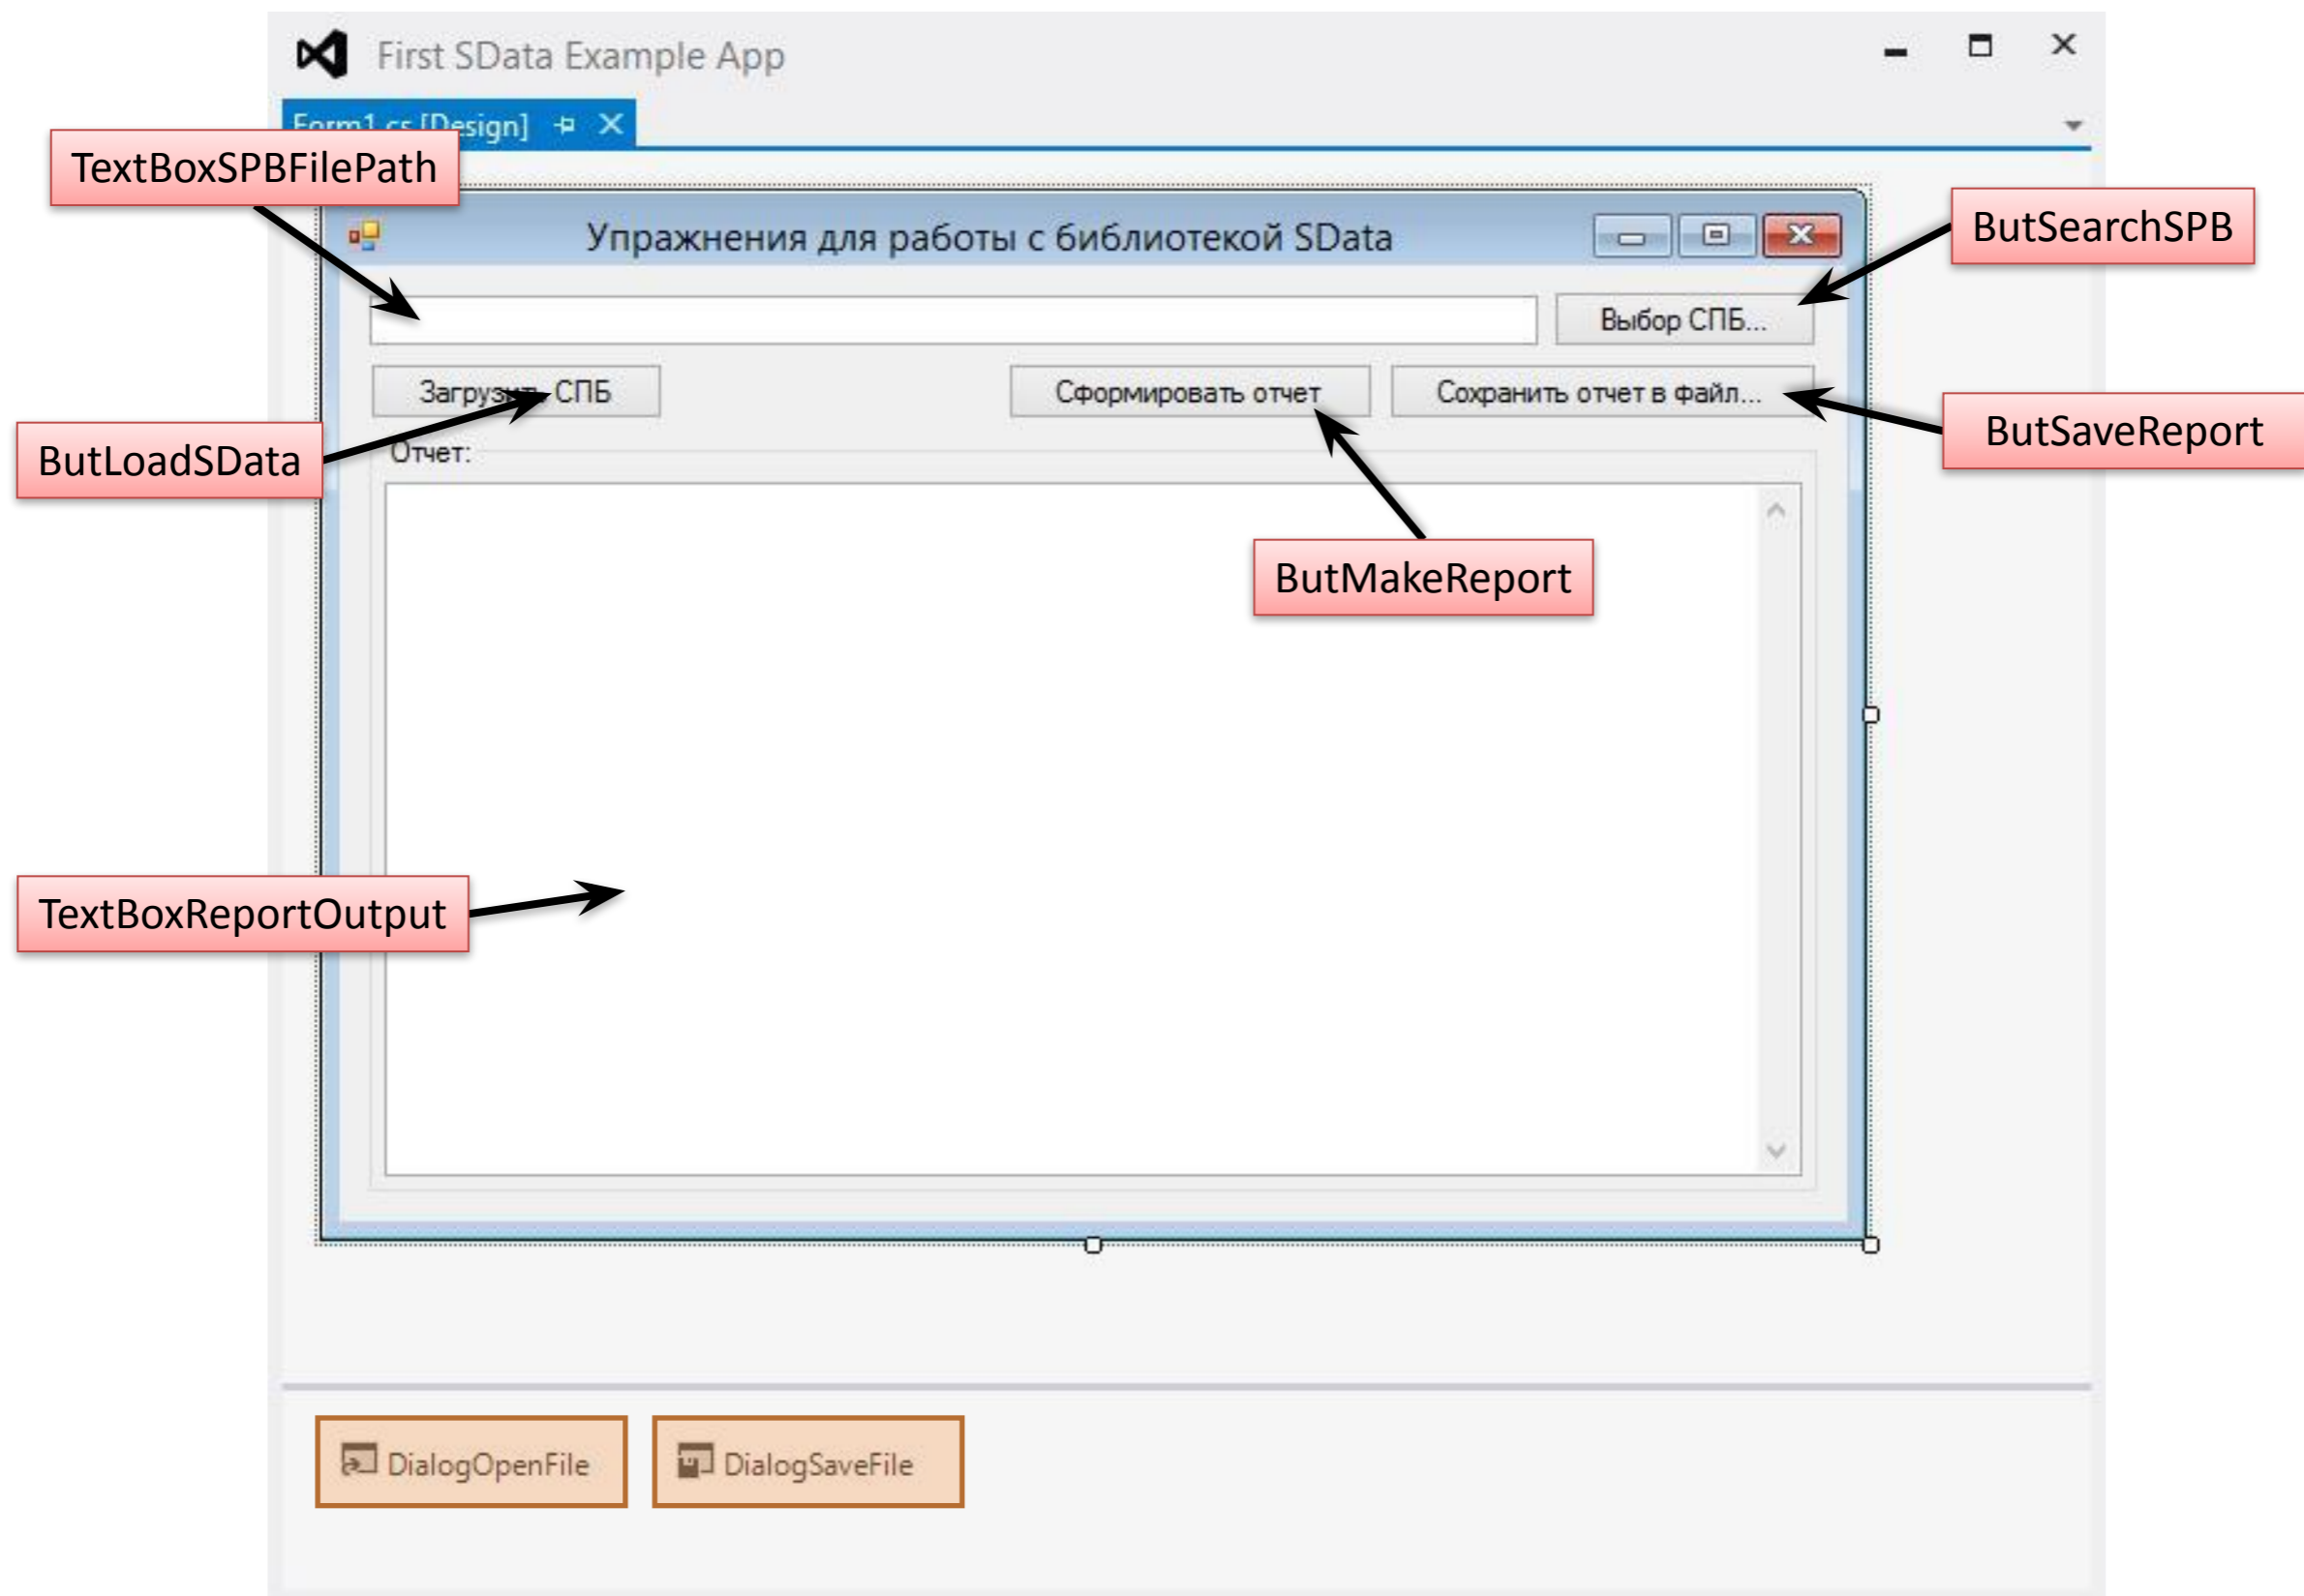 First SData Example App
Form1.cs [Design]
TextBoxSPBFilePath
Упражнения для работы с библиотекой SData
ButSearchSPB
Выбор СПБ...
Загрузить СПБ
Сформировать отчет
Сохранить отчет в файл...
ButSaveReport
ButLoadSData
Отчет:
ButMakeReport
TextBoxReportOutput
DialogOpenFile
DialogSaveFile